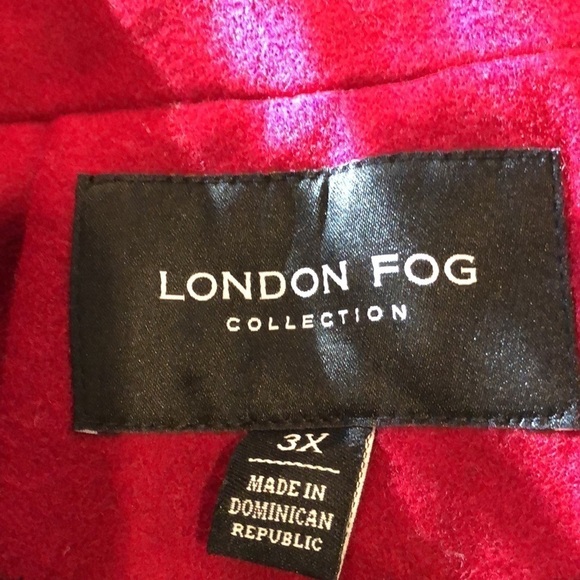 LONDON FOG
COLLECTION
3X
MADE IN
DOMINICAN
REPUBLIC